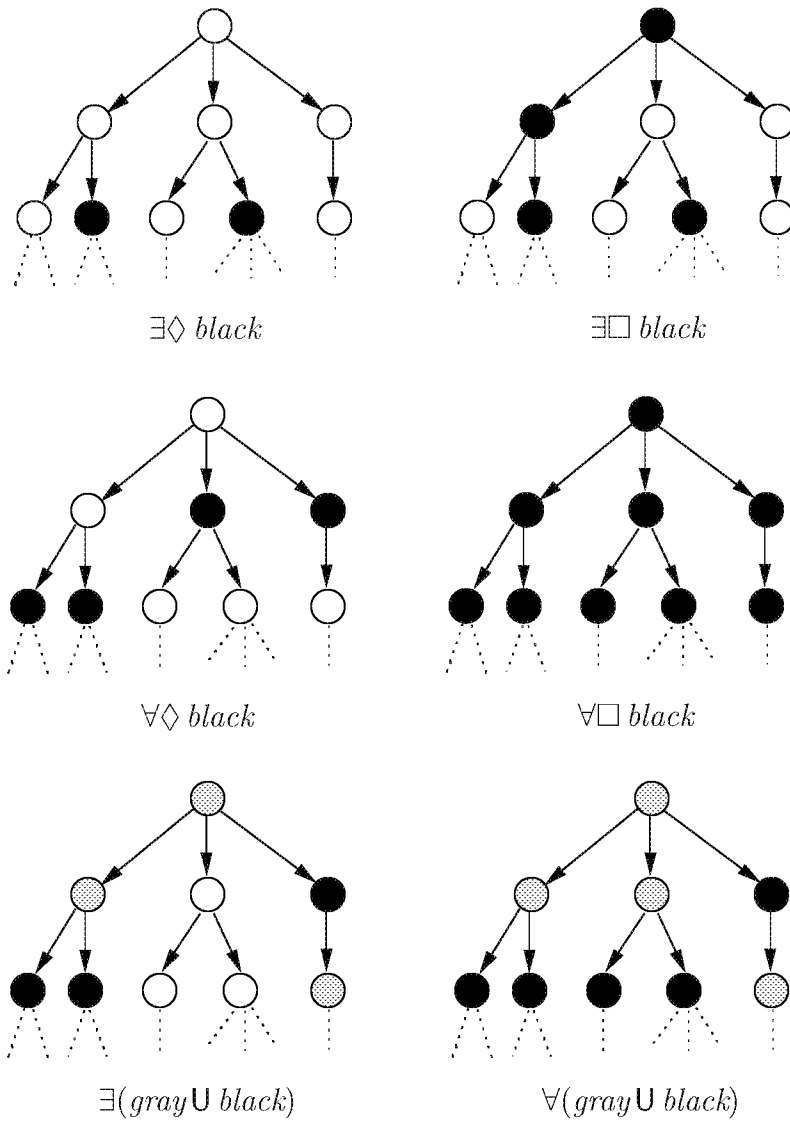 ∃◇ black
∃□ black
∀◇ black
∀□ black
∃(gray U black)
∀(gray U black)